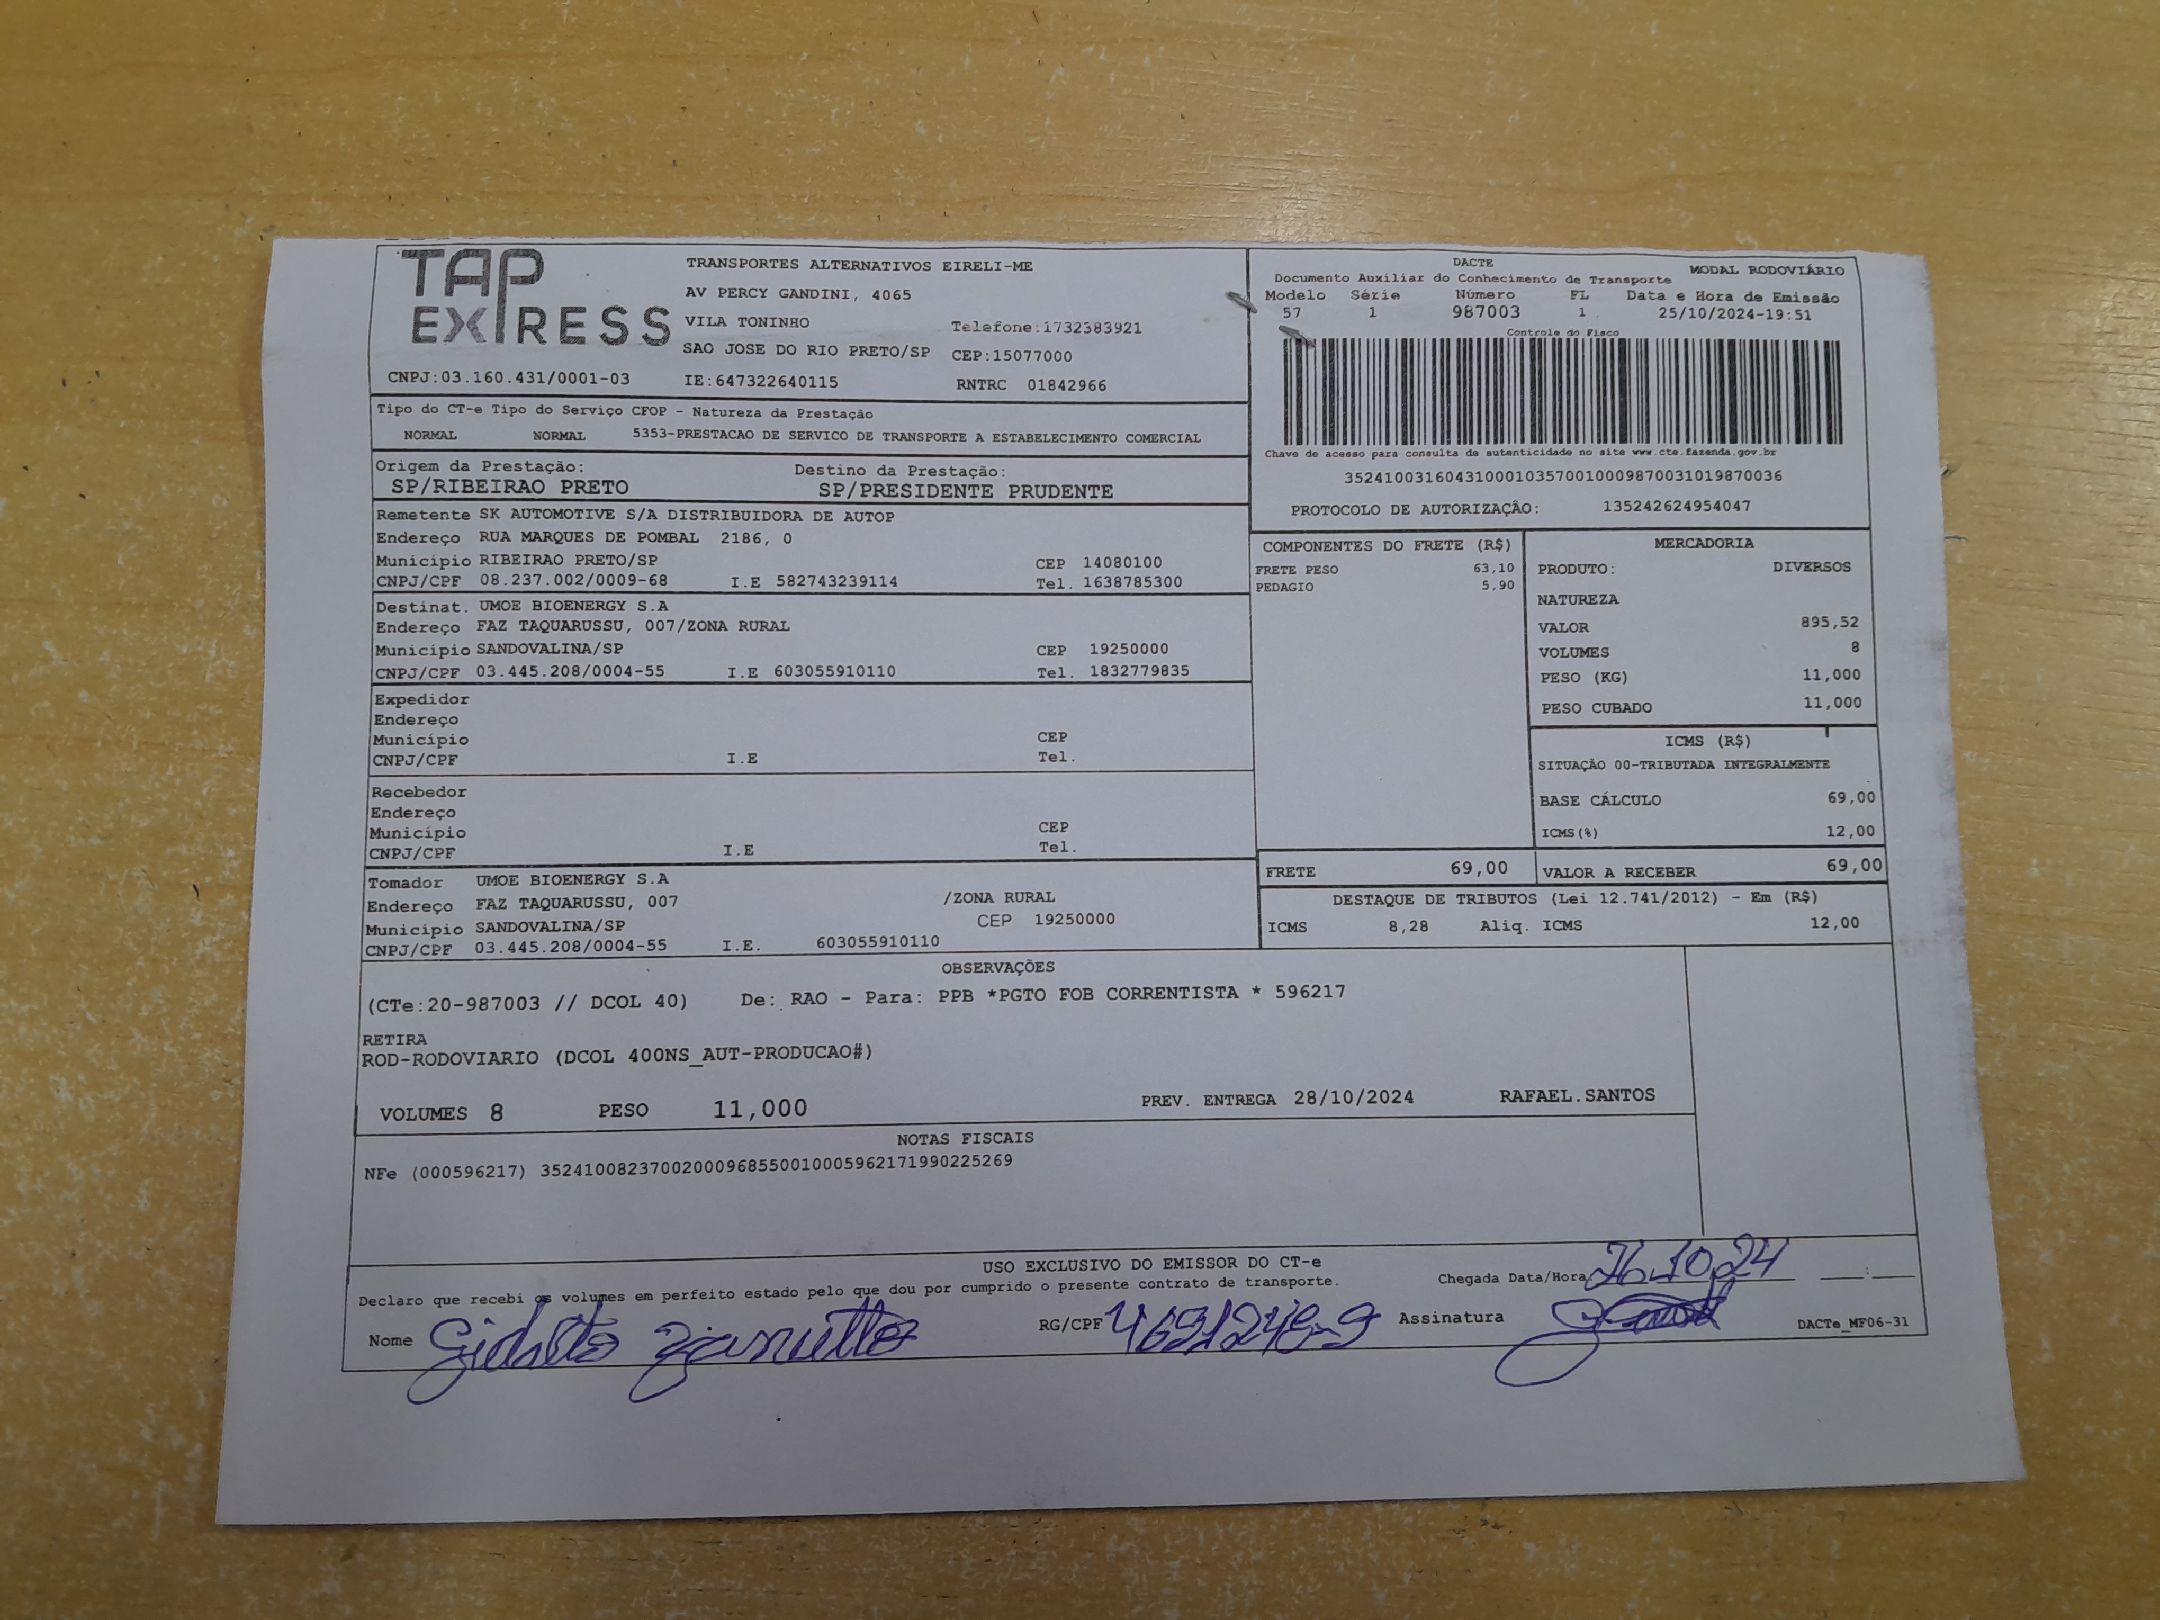 TAP
EXPRESS
TRANSPORTES ALTERNATIVOS EIRELI-ME
AV PERCY GANDINI, 4065
VILA TONINHO Telefone:1732383921
SAO JOSE DO RIO PRETO/SP CEP:15077000
CNPJ:03.160.431/0001-03 IE:647322640115 RNTRC 01842966
DACTE
Documento Auxiliar do Conhecimento de Transporte MODAL RODOVIÁRIO
Modelo Série Número FL Data e Hora de Emissão
57 1 987003 1 25/10/2024-19:51
Controle do Fisco
Chave de acesso para consulta de autenticidade no site www.cte.fazenda.gov.br
35241003160431000103570010009870031019870036
PROTOCOLO DE AUTORIZAÇÃO: 135242624954047
Tipo do CT-e Tipo do Serviço CFOP - Natureza da Prestação
NORMAL NORMAL 5353-PRESTACAO DE SERVICO DE TRANSPORTE A ESTABELECIMENTO COMERCIAL
Origem da Prestação: Destino da Prestação:
SP/RIBEIRAO PRETO SP/PRESIDENTE PRUDENTE
Remetente SK AUTOMOTIVE S/A DISTRIBUIDORA DE AUTOP
Endereço RUA MARQUES DE POMBAL 2186, 0
Município RIBEIRAO PRETO/SP CEP 14080100
CNPJ/CPF 08.237.002/0009-68 I.E 582743239114 Tel. 1638785300
Destinat. UMOE BIOENERGY S.A
Endereço FAZ TAQUARUSSU, 007/ZONA RURAL
Município SANDOVALINA/SP CEP 19250000
CNPJ/CPF 03.445.208/0004-55 I.E 603055910110 Tel. 1832779835
Expedidor
Endereço
Município CEP
CNPJ/CPF I.E Tel.
Recebedor
Endereço
Município CEP
CNPJ/CPF I.E Tel.
Tomador UMOE BIOENERGY S.A
Endereço FAZ TAQUARUSSU, 007 /ZONA RURAL
Município SANDOVALINA/SP CEP 19250000
CNPJ/CPF 03.445.208/0004-55 I.E. 603055910110
COMPONENTES DO FRETE (R$)
FRETE PESO 63,10
PEDAGIO 5,90
MERCADORIA
PRODUTO: DIVERSOS
NATUREZA
VALOR 895,52
VOLUMES 8
PESO (KG) 11,000
PESO CUBADO 11,000
ICMS (R$)
SITUAÇÃO 00-TRIBUTADA INTEGRALMENTE
BASE CÁLCULO 69,00
ICMS(%) 12,00
FRETE 69,00 VALOR A RECEBER 69,00
DESTAQUE DE TRIBUTOS (Lei 12.741/2012) - Em (R$)
ICMS 8,28 Aliq. ICMS 12,00
OBSERVAÇÕES
(CTe:20-987003 // DCOL 40) De: RAO - Para: PPB *PGTO FOB CORRENTISTA * 596217
RETIRA
ROD-RODOVIARIO (DCOL 400NS_AUT-PRODUCAO#)
VOLUMES 8 PESO 11,000 PREV. ENTREGA 28/10/2024 RAFAEL.SANTOS
NOTAS FISCAIS
NFe (000596217) 35241008237002000968550010005962171990225269
USO EXCLUSIVO DO EMISSOR DO CT-e
Declaro que recebi os volumes em perfeito estado pelo que dou por cumprido o presente contrato de transporte. Chegada Data/Hora 26.10.24 __:__
Nome RG/CPF Assinatura DACTe_MF06-31